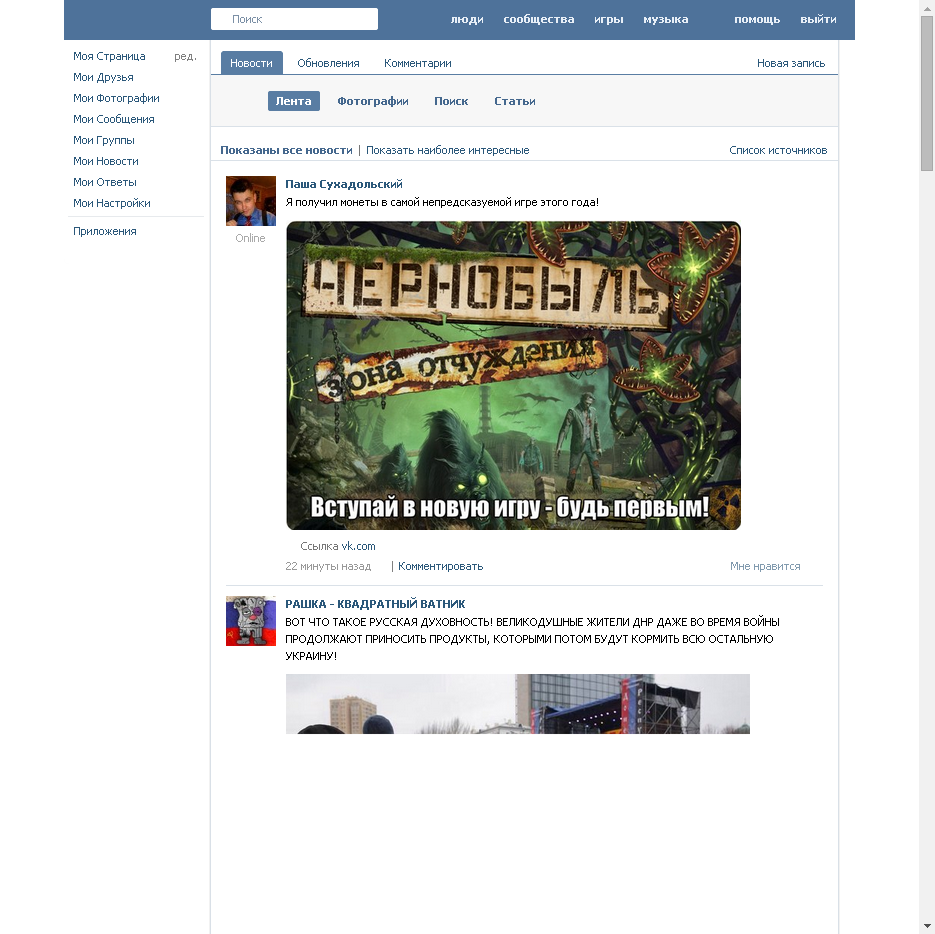 Поиск
люди сообщества игры музыка помощь выйти
Моя Страница ред.
Мои Друзья
Мои Фотографии
Мои Сообщения
Мои Группы
Мои Новости
Мои Ответы
Мои Настройки
Приложения
Новости Обновления Комментарии Новая запись
Лента Фотографии Поиск Статьи
Показаны все новости | Показать наиболее интересные Список источников
Паша Сухадольский
Я получил монеты в самой непредсказуемой игре этого года!
Online
ЧЕРНОБЫЛЬ
зона отчуждения
Вступай в новую игру - будь первым!
Ссылка vk.com
22 минуты назад | Комментировать Мне нравится
РАШКА - КВАДРАТНЫЙ ВАТНИК
ВОТ ЧТО ТАКОЕ РУССКАЯ ДУХОВНОСТЬ! ВЕЛИКОДУШНЫЕ ЖИТЕЛИ ДНР ДАЖЕ ВО ВРЕМЯ ВОЙНЫ
ПРОДОЛЖАЮТ ПРИНОСИТЬ ПРОДУКТЫ, КОТОРЫМИ ПОТОМ БУДУТ КОРМИТЬ ВСЮ ОСТАЛЬНУЮ
УКРАИНУ!